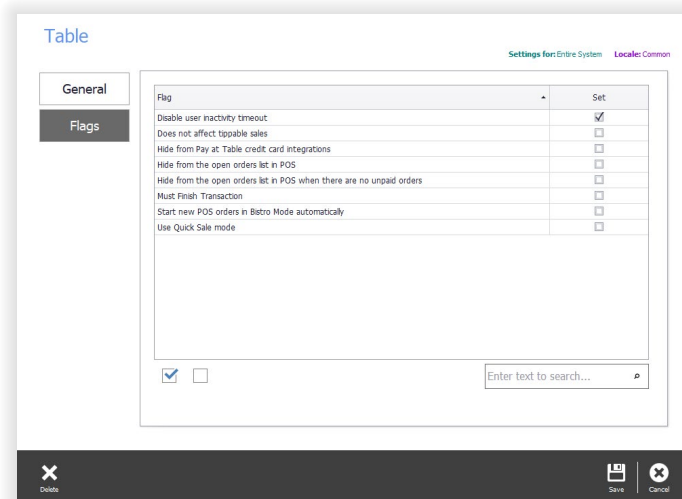 Table
Settings for: Entire System Locale: Common
General
Flags
Flag Set
Disable user inactivity timeout
Does not affect tippable sales
Hide from Pay at Table credit card integrations
Hide from the open orders list in POS
Hide from the open orders list in POS when there are no unpaid orders
Must Finish Transaction
Start new POS orders in Bistro Mode automatically
Use Quick Sale mode
Enter text to search...
Delete Save Cancel